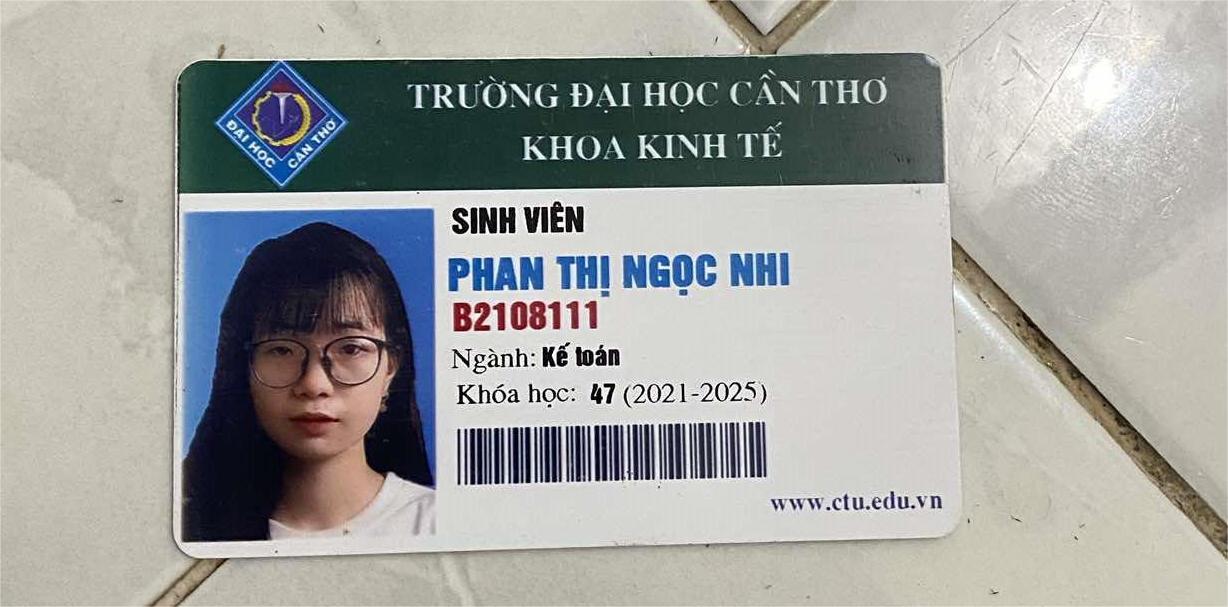 TRƯỜNG ĐẠI HỌC CẦN THƠ
KHOA KINH TẾ
ĐẠI HỌC CẦN THƠ
SINH VIÊN
PHAN THỊ NGỌC NHI
B2108111
Ngành: Kế toán
Khóa học: 47 (2021-2025)
www.ctu.edu.vn